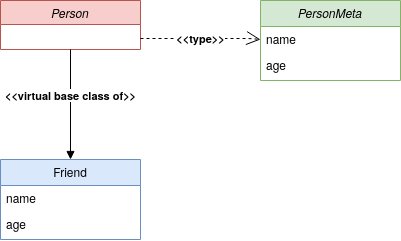 Person
PersonMeta
<<type>>
name
age
<<virtual base class of>>
Friend
name
age